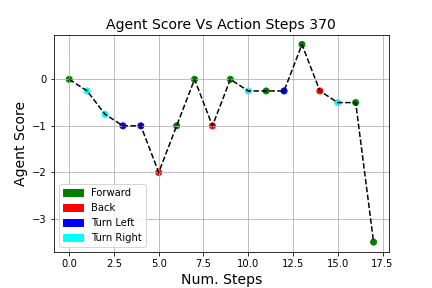 Agent Score Vs Action Steps 370
Agent Score
0
−1
−2
−3
Forward
Back
Turn Left
Turn Right
0.0 2.5 5.0 7.5 10.0 12.5 15.0 17.5
Num. Steps